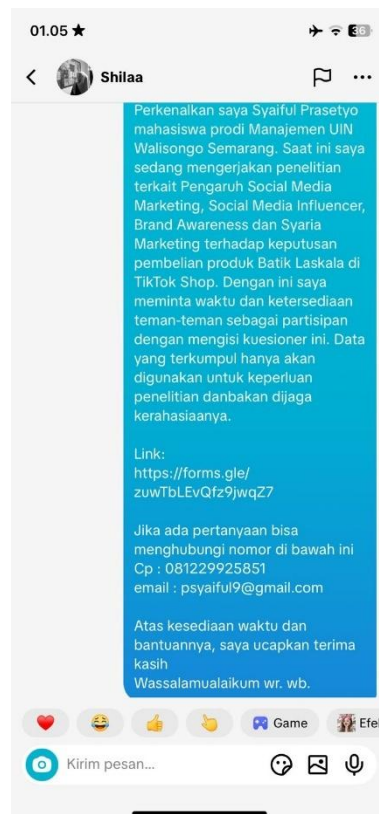 01.05
36
Shilaa
Perkenalkan saya Syaiful Prasetyo
mahasiswa prodi Manajemen UIN
Walisongo Semarang. Saat ini saya
sedang mengerjakan penelitian
terkait Pengaruh Social Media
Marketing, Social Media Influencer,
Brand Awareness dan Syaria
Marketing terhadap keputusan
pembelian produk Batik Laskala di
TikTok Shop. Dengan ini saya
meminta waktu dan ketersediaan
teman-teman sebagai partisipan
dengan mengisi kuesioner ini. Data
yang terkumpul hanya akan
digunakan untuk keperluan
penelitian danbakan dijaga
kerahasiaanya.
Link:
https://forms.gle/
zuwTbLEvQfz9jwqZ7
Jika ada pertanyaan bisa
menghubungi nomor di bawah ini
Cp : 081229925851
email : psyaiful9@gmail.com
Atas kesediaan waktu dan
bantuannya, saya ucapkan terima
kasih
Wassalamualaikum wr. wb.
Game
Efe
Kirim pesan...